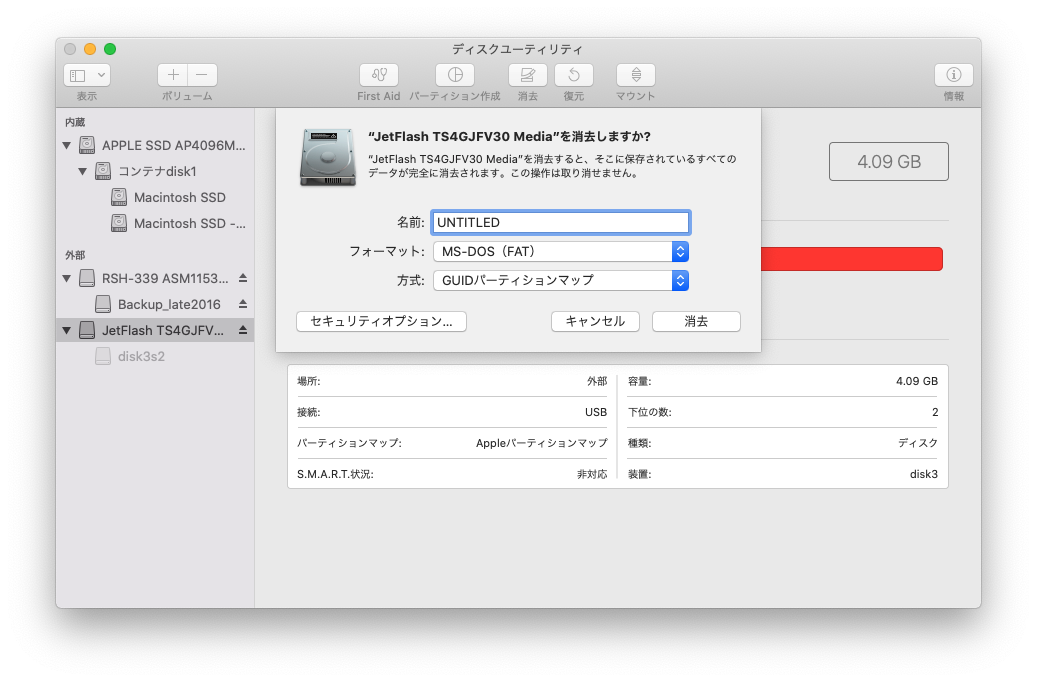 ディスクユーティリティ
表示
ボリューム
First Aid
パーティション作成
消去
復元
マウント
情報
内蔵
APPLE SSD AP4096M...
コンテナdisk1
Macintosh SSD
Macintosh SSD -...
外部
RSH-339 ASM1153...
Backup_late2016
JetFlash TS4GJFV...
disk3s2
“JetFlash TS4GJFV30 Media”を消去しますか?
“JetFlash TS4GJFV30 Media”を消去すると、そこに保存されているすべての
データが完全に消去されます。この操作は取り消せません。
名前: UNTITLED
フォーマット: MS-DOS（FAT）
方式: GUIDパーティションマップ
セキュリティオプション...
キャンセル
消去
4.09 GB
場所: 外部
容量: 4.09 GB
接続: USB
下位の数: 2
パーティションマップ: Appleパーティションマップ
種類: ディスク
S.M.A.R.T.状況: 非対応
装置: disk3